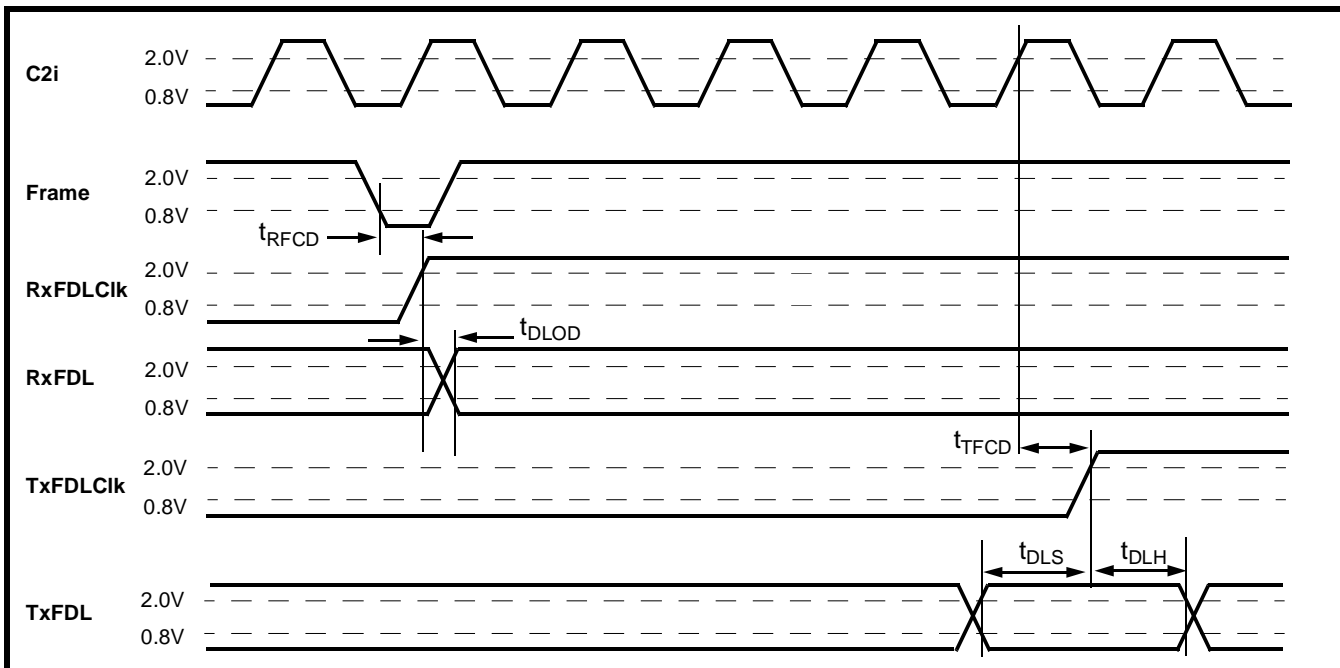 C2i
2.0V
0.8V
Frame
2.0V
0.8V
tRFCD
RxFDLClk
2.0V
0.8V
tDLOD
RxFDL
2.0V
0.8V
tTFCD
TxFDLClk
2.0V
0.8V
tDLS
tDLH
TxFDL
2.0V
0.8V